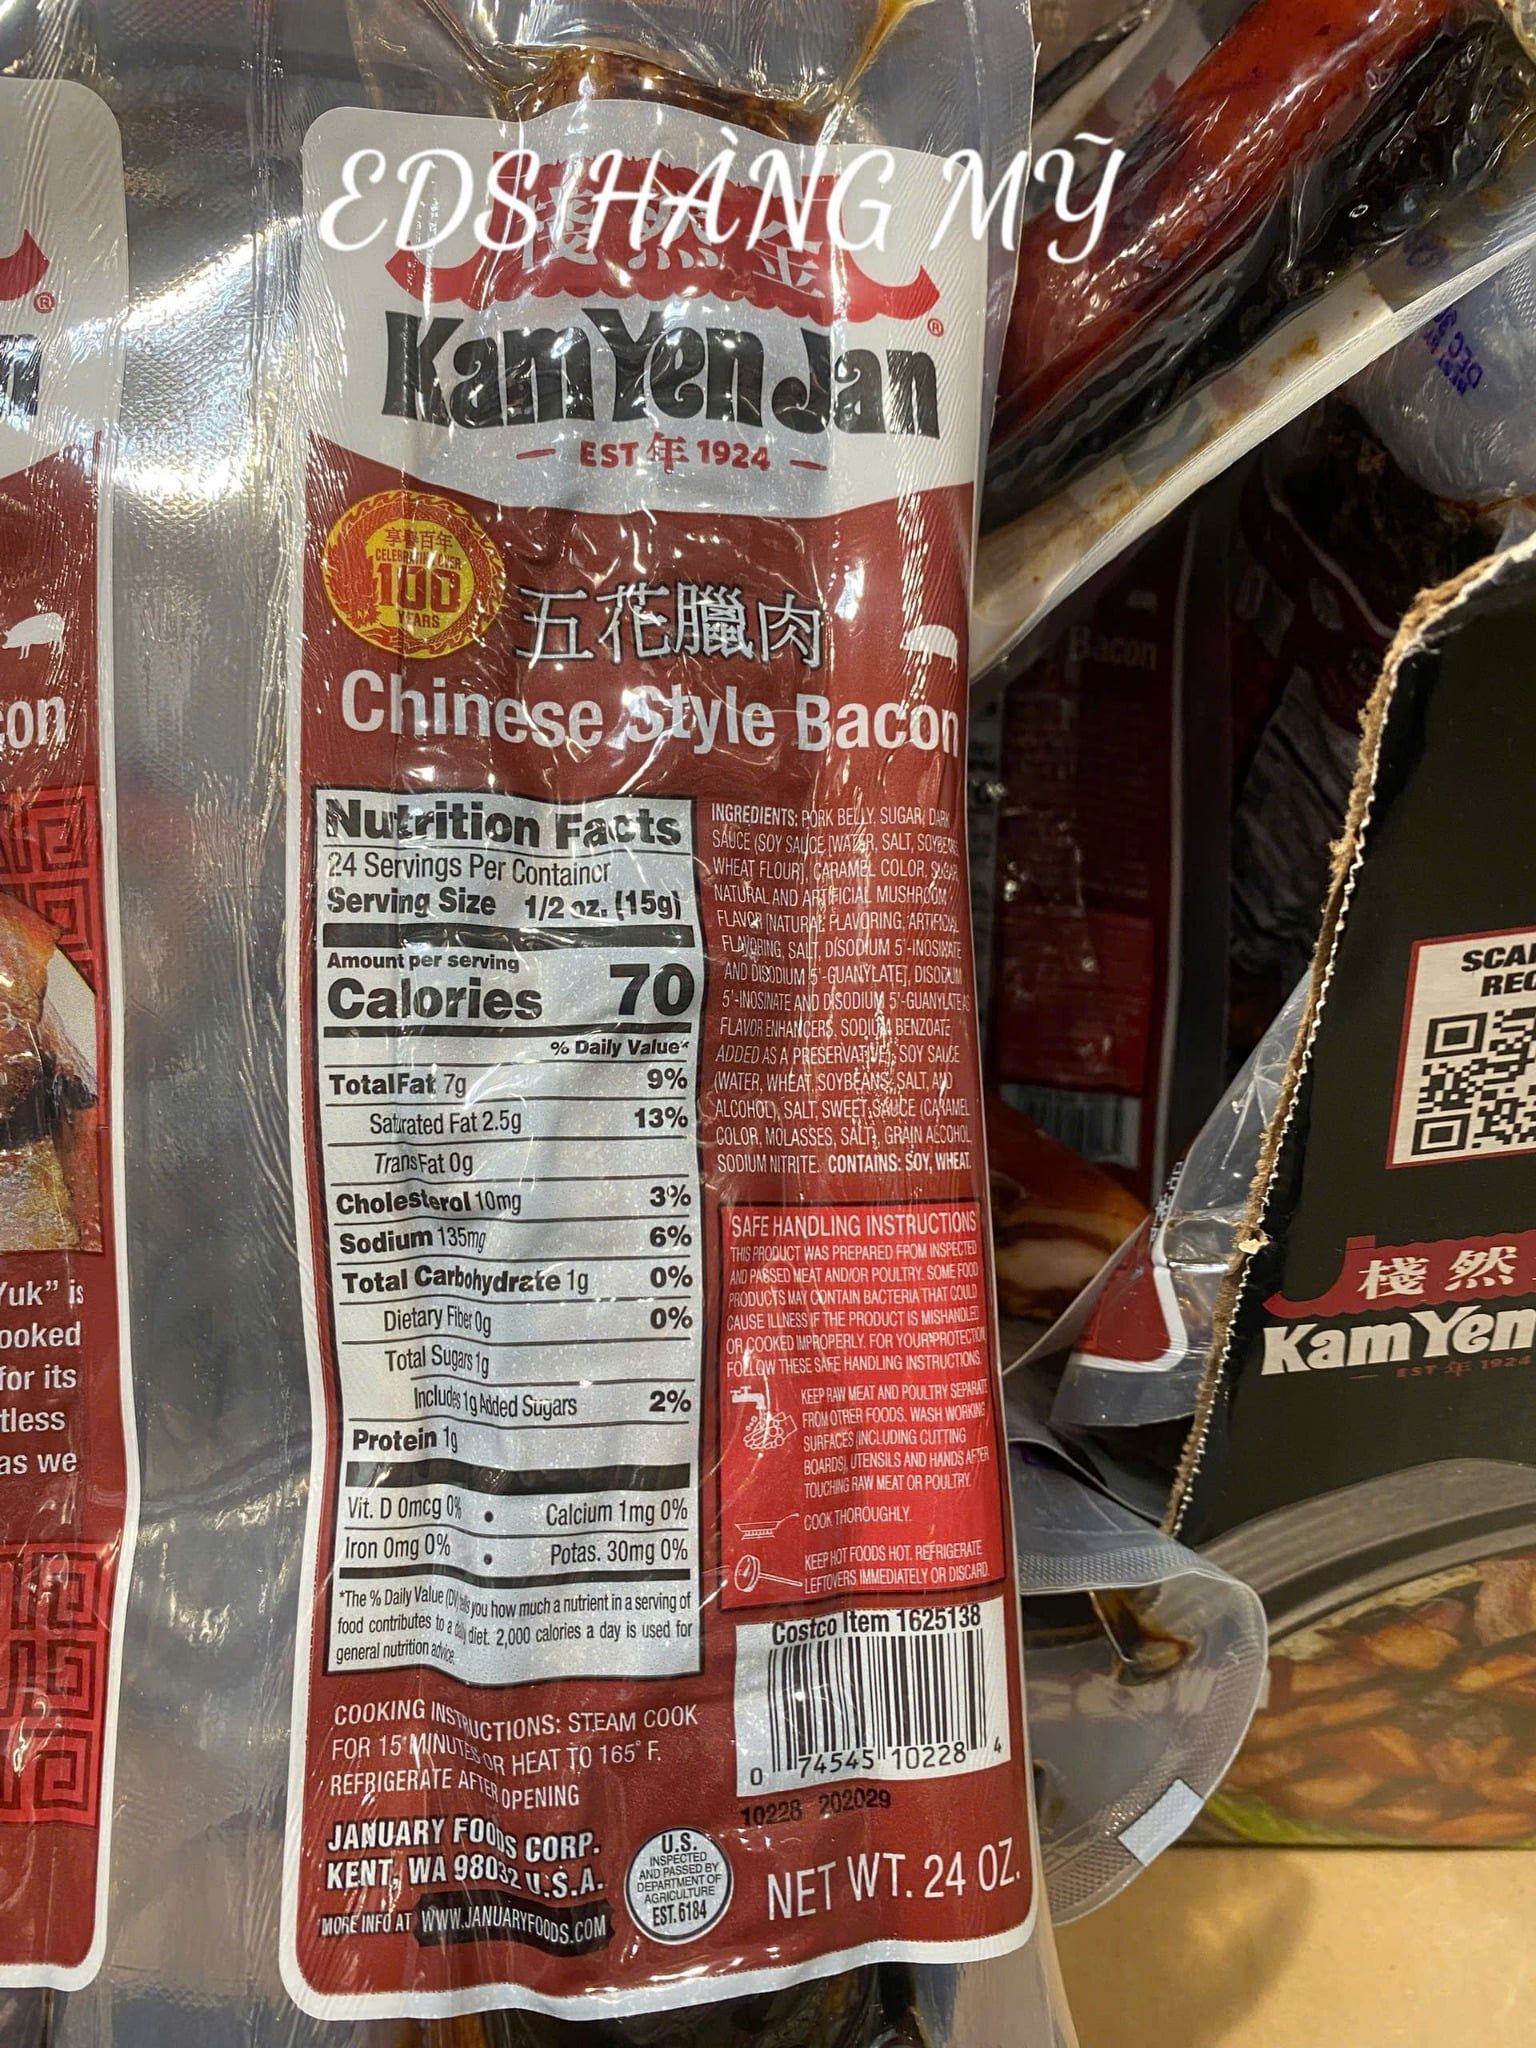 EDS HÀNG MỸ
棧然金
KamYenJan
EST 年 1924
享譽百年
CELEBRATING OVER
100
YEARS
五花臘肉
Chinese Style Bacon
Nutrition Facts
24 Servings Per Container
Serving Size 1/2 oz. (15g)
Amount per serving
Calories 70
% Daily Value*
Total Fat 7g 9%
Saturated Fat 2.5g 13%
Trans Fat 0g
Cholesterol 10mg 3%
Sodium 135mg 6%
Total Carbohydrate 1g 0%
Dietary Fiber 0g 0%
Total Sugars 1g
Includes 1g Added Sugars 2%
Protein 1g
Vit. D 0mcg 0% • Calcium 1mg 0%
Iron 0mg 0% • Potas. 30mg 0%
*The % Daily Value (DV) tells you how much a nutrient in a serving of
food contributes to a daily diet. 2,000 calories a day is used for
general nutrition advice.
INGREDIENTS: PORK BELLY, SUGAR, DARK
SAUCE (SOY SAUCE [WATER, SALT, SOYBEANS,
WHEAT FLOUR], CARAMEL COLOR, SUGAR,
NATURAL AND ARTIFICIAL MUSHROOM
FLAVOR [NATURAL FLAVORING, ARTIFICIAL
FLAVORING, SALT, DISODIUM 5'-INOSINATE
AND DISODIUM 5'-GUANYLATE], DISODIUM
5'-INOSINATE AND DISODIUM 5'-GUANYLATE AS
FLAVOR ENHANCERS, SODIUM BENZOATE
ADDED AS A PRESERVATIVE), SOY SAUCE
(WATER, WHEAT, SOYBEANS, SALT, AND
ALCOHOL), SALT, SWEET SAUCE (CARAMEL
COLOR, MOLASSES, SALT), GRAIN ALCOHOL,
SODIUM NITRITE. CONTAINS: SOY, WHEAT.
SAFE HANDLING INSTRUCTIONS
THIS PRODUCT WAS PREPARED FROM INSPECTED
AND PASSED MEAT AND/OR POULTRY. SOME FOOD
PRODUCTS MAY CONTAIN BACTERIA THAT COULD
CAUSE ILLNESS IF THE PRODUCT IS MISHANDLED
OR COOKED IMPROPERLY. FOR YOUR PROTECTION
FOLLOW THESE SAFE HANDLING INSTRUCTIONS.
KEEP RAW MEAT AND POULTRY SEPARATE
FROM OTHER FOODS. WASH WORKING
SURFACES (INCLUDING CUTTING
BOARDS), UTENSILS AND HANDS AFTER
TOUCHING RAW MEAT OR POULTRY.
COOK THOROUGHLY.
KEEP HOT FOODS HOT. REFRIGERATE
LEFTOVERS IMMEDIATELY OR DISCARD.
Costco Item 1625138
0 74545 10228 4
10228 202029
COOKING INSTRUCTIONS: STEAM COOK
FOR 15 MINUTES OR HEAT TO 165° F.
REFRIGERATE AFTER OPENING
JANUARY FOODS CORP.
KENT, WA 98032 U.S.A.
MORE INFO AT WWW.JANUARYFOODS.COM
U.S.
INSPECTED
AND PASSED BY
DEPARTMENT OF
AGRICULTURE
EST. 6184
NET WT. 24 OZ.
con
Yuk" is
ooked
for its
tless
as we
Bacon
DEC
SCAN
REC
棧然
KamYen
EST 年 1924